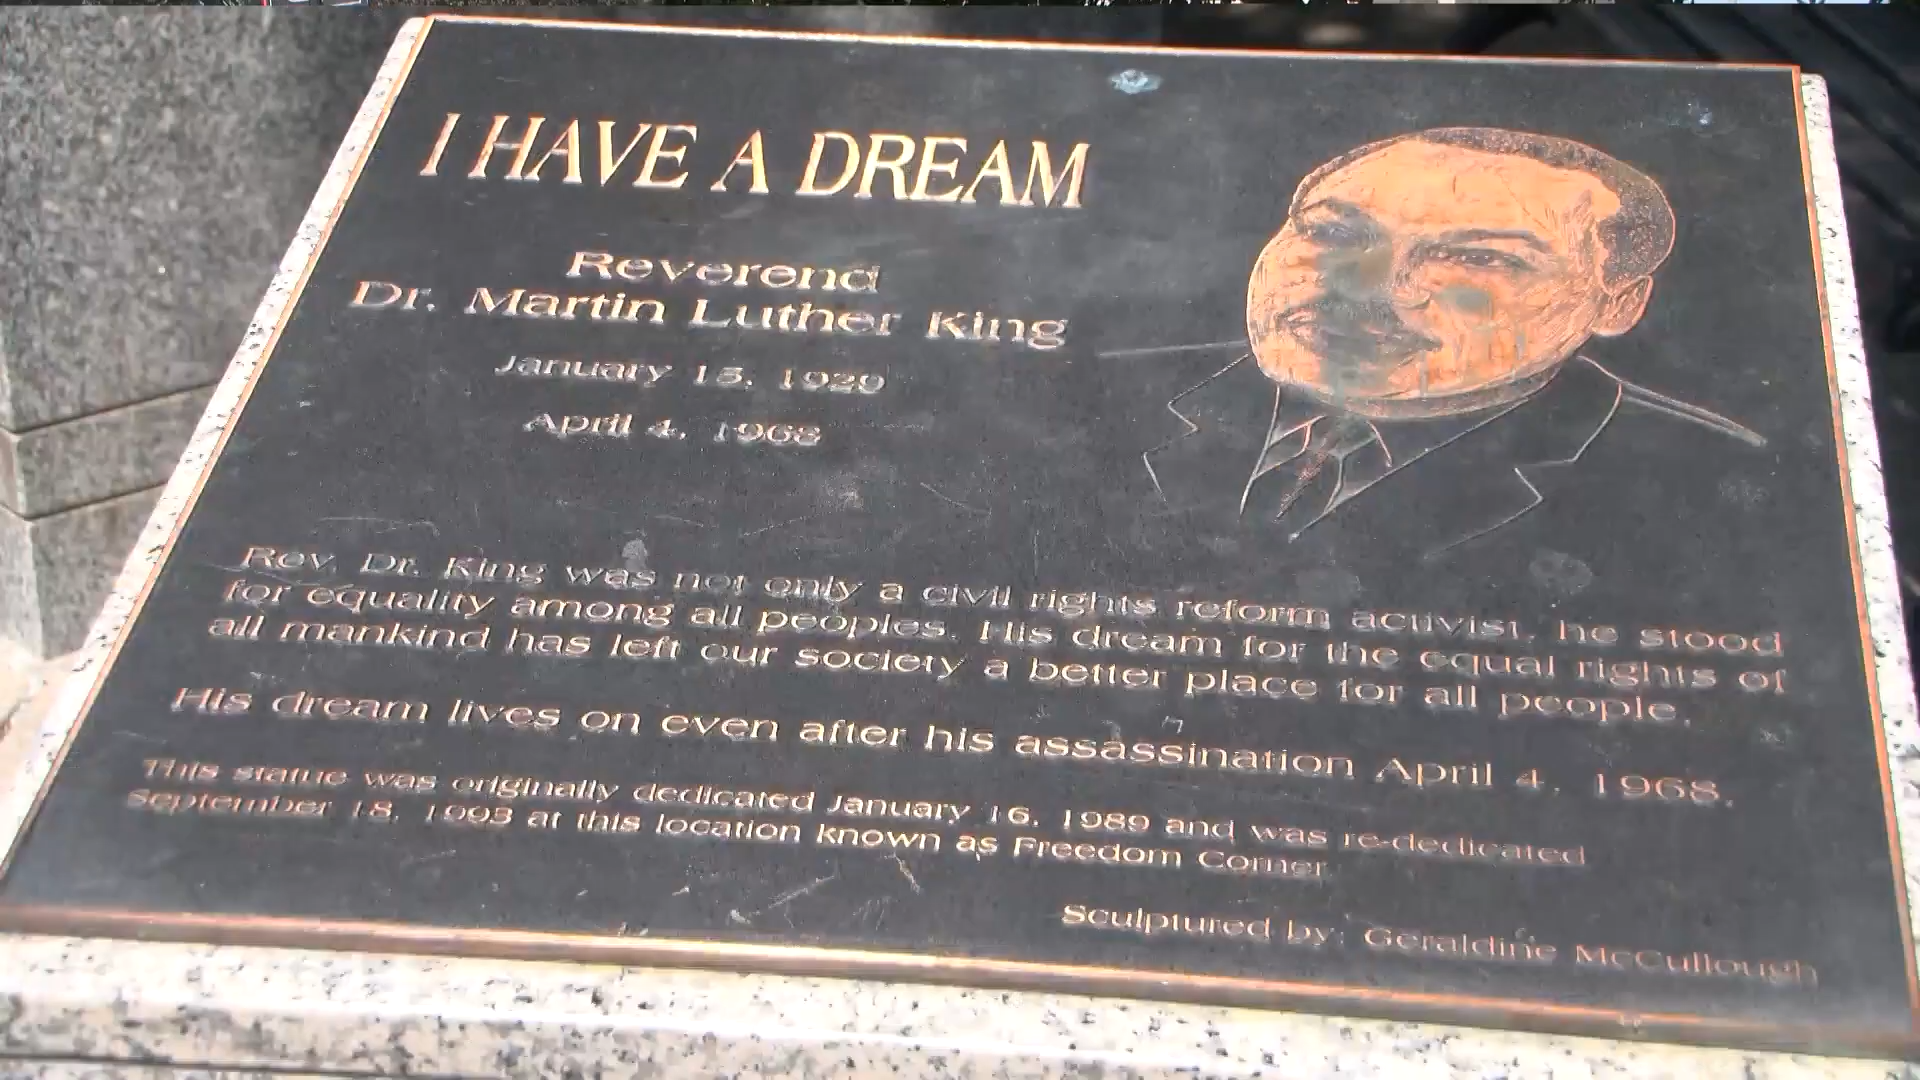 I HAVE A DREAM
Reverend
Dr. Martin Luther King
January 15, 1929
April 4, 1968
Rev. Dr. King was not only a civil rights reform activist, he stood
for equality among all peoples. His dream for the equal rights of
all mankind has left our society a better place for all people.
His dream lives on even after his assassination April 4, 1968.
This statue was originally dedicated January 16, 1989 and was re-dedicated
September 18, 1993 at this location known as Freedom Corner
Sculptured by: Geraldine McCullough